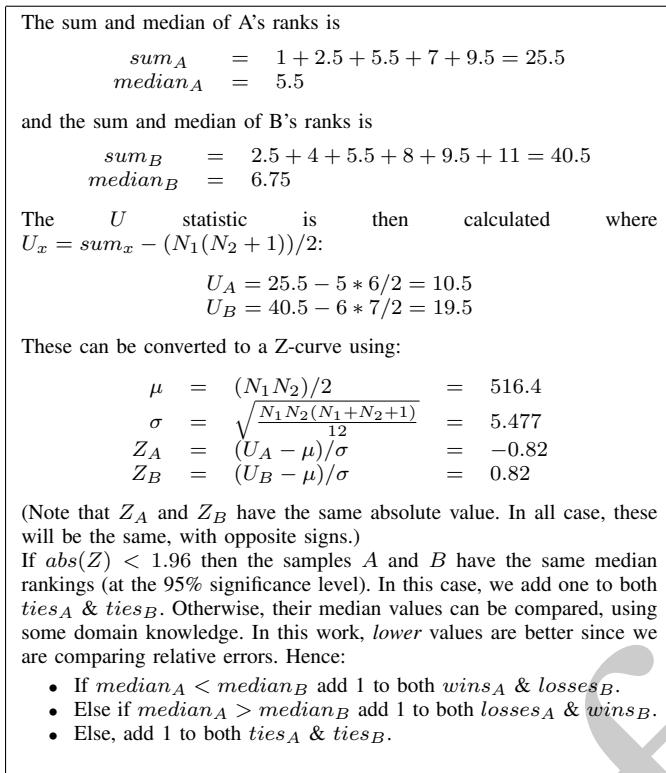 The sum and median of A's ranks is
sum_A = 1 + 2.5 + 5.5 + 7 + 9.5 = 25.5
median_A = 5.5
and the sum and median of B's ranks is
sum_B = 2.5 + 4 + 5.5 + 8 + 9.5 + 11 = 40.5
median_B = 6.75
The U statistic is then calculated where
U_x = sum_x − (N_1(N_2 + 1))/2:
U_A = 25.5 − 5 ∗ 6/2 = 10.5
U_B = 40.5 − 6 ∗ 7/2 = 19.5
These can be converted to a Z-curve using:
μ = (N_1N_2)/2 = 516.4
σ = √(N_1N_2(N_1+N_2+1)/12) = 5.477
Z_A = (U_A − μ)/σ = −0.82
Z_B = (U_B − μ)/σ = 0.82
(Note that Z_A and Z_B have the same absolute value. In all case, these
will be the same, with opposite signs.)
If abs(Z) < 1.96 then the samples A and B have the same median
rankings (at the 95% significance level). In this case, we add one to both
ties_A & ties_B. Otherwise, their median values can be compared, using
some domain knowledge. In this work, lower values are better since we
are comparing relative errors. Hence:
• If median_A < median_B add 1 to both wins_A & losses_B.
• Else if median_A > median_B add 1 to both losses_A & wins_B.
• Else, add 1 to both ties_A & ties_B.